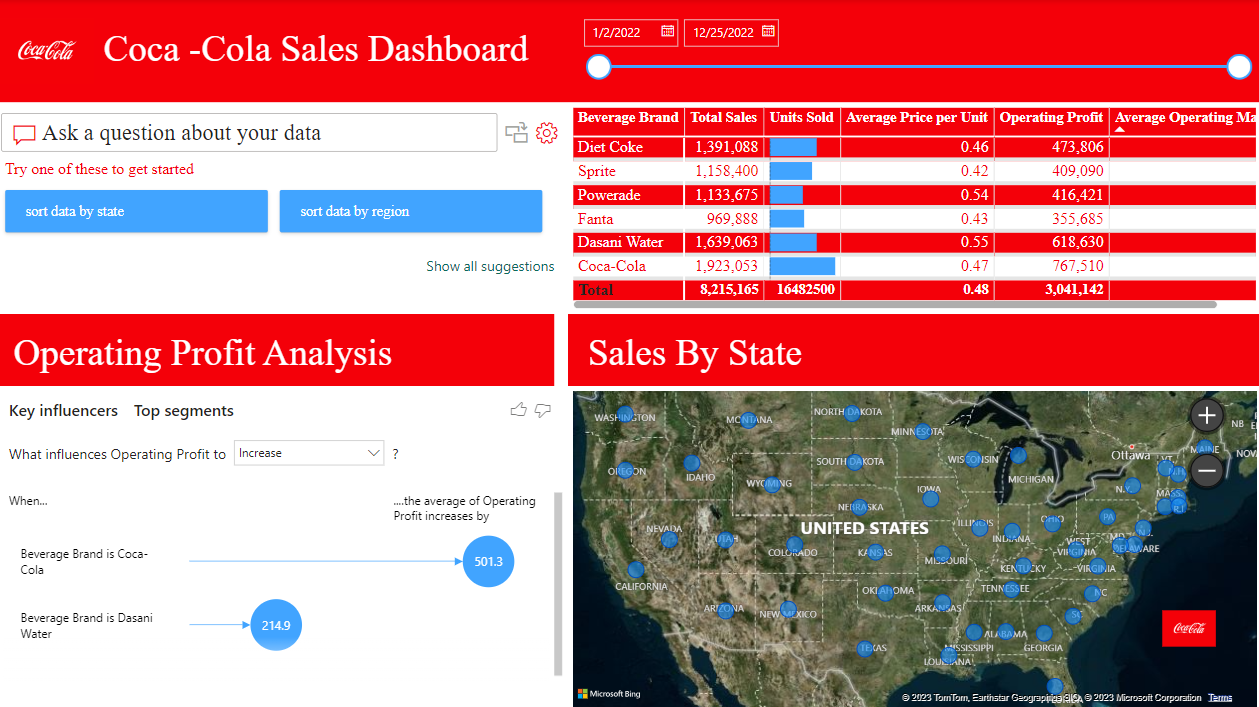 Coca-Cola
Coca -Cola Sales Dashboard
1/2/2022
12/25/2022
Ask a question about your data
Try one of these to get started
sort data by state
sort data by region
Show all suggestions
Beverage Brand Total Sales Units Sold Average Price per Unit Operating Profit Average Operating Ma
Diet Coke 1,391,088 0.46 473,806
Sprite 1,158,400 0.42 409,090
Powerade 1,133,675 0.54 416,421
Fanta 969,888 0.43 355,685
Dasani Water 1,639,063 0.55 618,630
Coca-Cola 1,923,053 0.47 767,510
Total 8,215,165 16482500 0.48 3,041,142
Operating Profit Analysis
Key influencers Top segments
What influences Operating Profit to Increase ?
When...
....the average of Operating
Profit increases by
Beverage Brand is Coca-
Cola
501.3
Beverage Brand is Dasani
Water
214.9
Sales By State
WASHINGTON
MONTANA
NORTH DAKOTA
MINNESOTA
Ottawa
MAINE
NB
NOV
OREGON
IDAHO
WYOMING
SOUTH DAKOTA
WISCONSIN
MICHIGAN
VT.
N.H.
N.Y.
MASS.
R.I.
IOWA
NEBRASKA
UNITED STATES
NEVADA
UTAH
COLORADO
KANSAS
MISSOURI
ILLINOIS
INDIANA
OHIO
PA
MD
N.J.
DELAWARE
WEST
VIRGINIA
VIRGINIA
KENTUCKY
CALIFORNIA
ARIZONA
NEW MEXICO
OKLAHOMA
ARKANSAS
TENNESSEE
NC
SC
TEXAS
LOUISIANA
MISSISSIPPI
ALABAMA
GEORGIA
FLORIDA
Coca-Cola
Microsoft Bing
© 2023 TomTom, Earthstar Geographics SIO, © 2023 Microsoft Corporation Terms